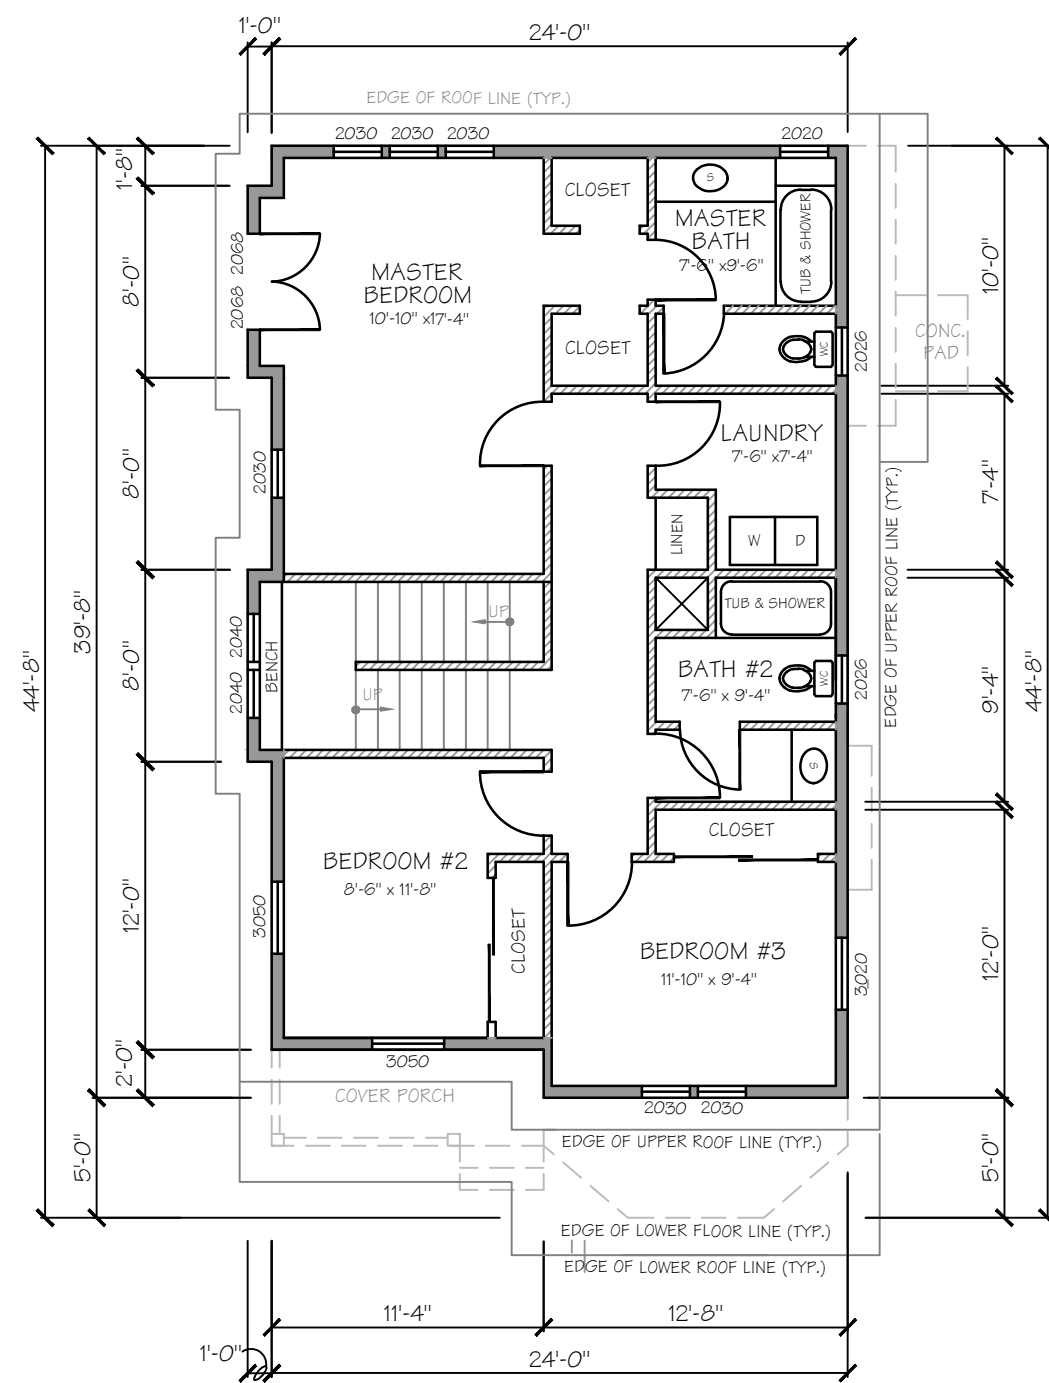 1'-0"
24'-0"
EDGE OF ROOF LINE (TYP.)
2030
2030
2030
2020
1'-8"
CLOSET
S
MASTER
BATH
7'-6" x9'-6"
TUB & SHOWER
2068
2068
8'-0"
MASTER
BEDROOM
10'-10" x17'-4"
10'-0"
CLOSET
WC
2026
CONC.
PAD
LAUNDRY
7'-6" x7'-4"
8'-0"
2030
7'-4"
LINEN
W
D
EDGE OF UPPER ROOF LINE (TYP.)
39'-8"
44'-8"
8'-0"
2040
2040
BENCH
UP
UP
TUB & SHOWER
BATH #2
7'-6" x 9'-4"
WC
2026
9'-4"
44'-8"
S
CLOSET
BEDROOM #2
8'-6" x 11'-8"
12'-0"
3050
CLOSET
BEDROOM #3
11'-10" x 9'-4"
3020
12'-0"
2'-0"
3050
COVER PORCH
2030
2030
5'-0"
EDGE OF UPPER ROOF LINE (TYP.)
5'-0"
EDGE OF LOWER FLOOR LINE (TYP.)
EDGE OF LOWER ROOF LINE (TYP.)
11'-4"
12'-8"
1'-0"
24'-0"